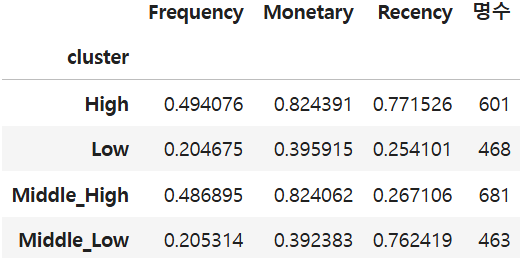 Frequency Monetary Recency 명수
cluster
High 0.494076 0.824391 0.771526 601
Low 0.204675 0.395915 0.254101 468
Middle_High 0.486895 0.824062 0.267106 681
Middle_Low 0.205314 0.392383 0.762419 463